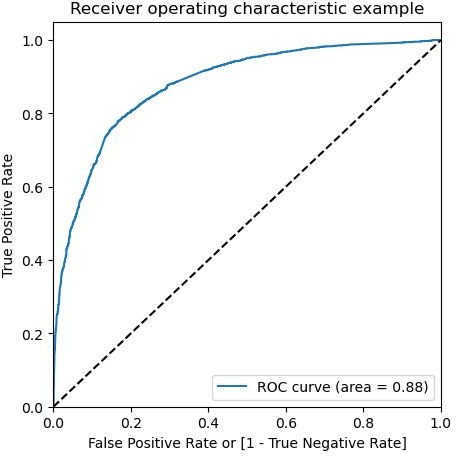 Receiver operating characteristic example
True Positive Rate
1.0
0.8
0.6
0.4
0.2
0.0
ROC curve (area = 0.88)
0.0 0.2 0.4 0.6 0.8 1.0
False Positive Rate or [1 - True Negative Rate]